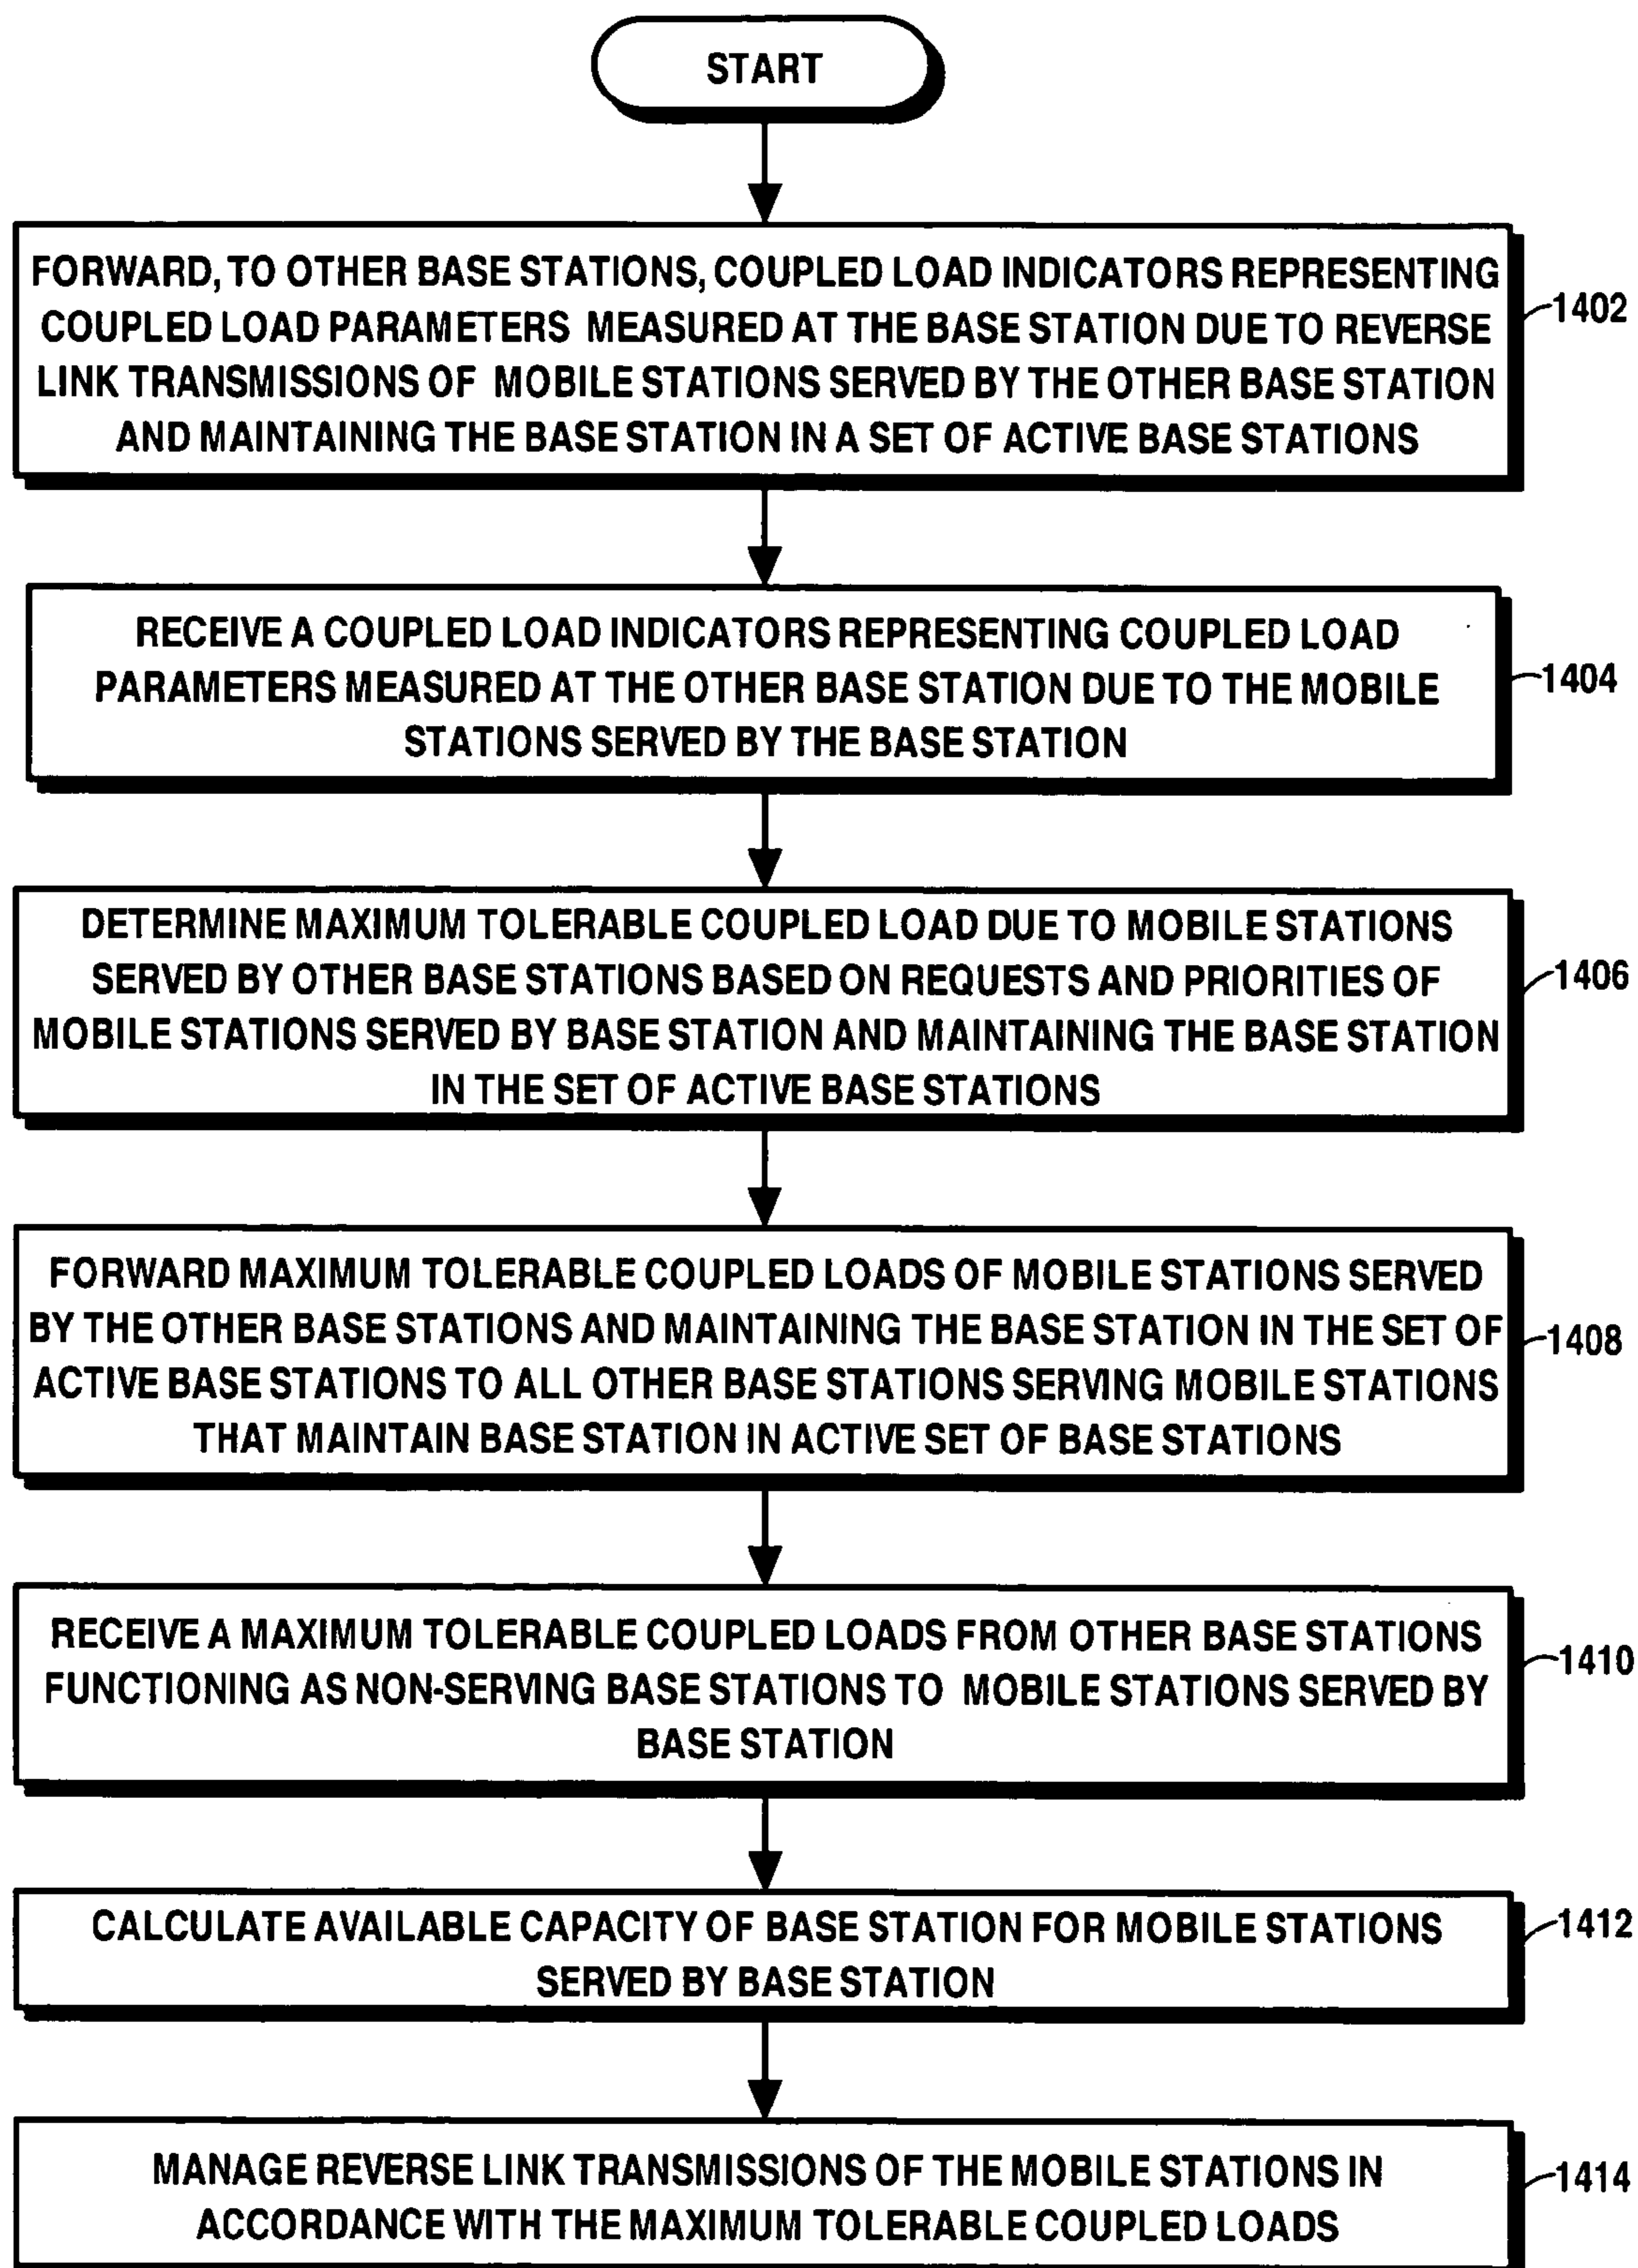 START
FORWARD, TO OTHER BASE STATIONS, COUPLED LOAD INDICATORS REPRESENTING
COUPLED LOAD PARAMETERS MEASURED AT THE BASE STATION DUE TO REVERSE
LINK TRANSMISSIONS OF MOBILE STATIONS SERVED BY THE OTHER BASE STATION
AND MAINTAINING THE BASE STATION IN A SET OF ACTIVE BASE STATIONS
1402
RECEIVE A COUPLED LOAD INDICATORS REPRESENTING COUPLED LOAD
PARAMETERS MEASURED AT THE OTHER BASE STATION DUE TO THE MOBILE
STATIONS SERVED BY THE BASE STATION
1404
DETERMINE MAXIMUM TOLERABLE COUPLED LOAD DUE TO MOBILE STATIONS
SERVED BY OTHER BASE STATIONS BASED ON REQUESTS AND PRIORITIES OF
MOBILE STATIONS SERVED BY BASE STATION AND MAINTAINING THE BASE STATION
IN THE SET OF ACTIVE BASE STATIONS
1406
FORWARD MAXIMUM TOLERABLE COUPLED LOADS OF MOBILE STATIONS SERVED
BY THE OTHER BASE STATIONS AND MAINTAINING THE BASE STATION IN THE SET OF
ACTIVE BASE STATIONS TO ALL OTHER BASE STATIONS SERVING MOBILE STATIONS
THAT MAINTAIN BASE STATION IN ACTIVE SET OF BASE STATIONS
1408
RECEIVE A MAXIMUM TOLERABLE COUPLED LOADS FROM OTHER BASE STATIONS
FUNCTIONING AS NON-SERVING BASE STATIONS TO MOBILE STATIONS SERVED BY
BASE STATION
1410
CALCULATE AVAILABLE CAPACITY OF BASE STATION FOR MOBILE STATIONS
SERVED BY BASE STATION
1412
MANAGE REVERSE LINK TRANSMISSIONS OF THE MOBILE STATIONS IN
ACCORDANCE WITH THE MAXIMUM TOLERABLE COUPLED LOADS
1414